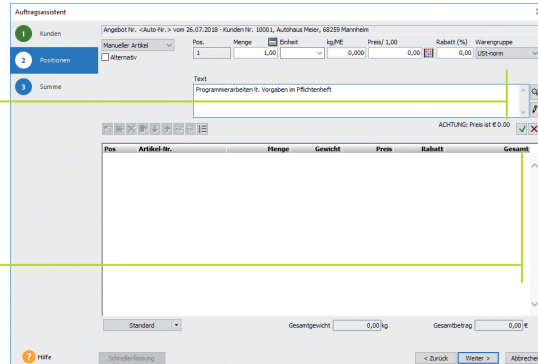 Auftragsassistent
1 Kunden
2 Positionen
3 Summe
Angebot Nr. <Auto-Nr.> vom 26.07.2018 - Kunden Nr. 10001, Autohaus Meier, 68259 Mannheim
Manueller Artikel
Alternativ
Pos. Menge Einheit kg/ME Preis/ 1,00 Rabatt (%) Warengruppe
1 1,00 0,000 0,00 0,00 USt-norm
Text
Programmierarbeiten lt. Vorgaben im Pflichtenheft
ACHTUNG: Preis ist € 0.00
Pos Artikel-Nr. Menge Gewicht Preis Rabatt Gesamt
Standard Gesamtgewicht 0,00 kg Gesamtbetrag 0,00 €
? Hilfe Schnellerfassung < Zurück Weiter > Abbrechen